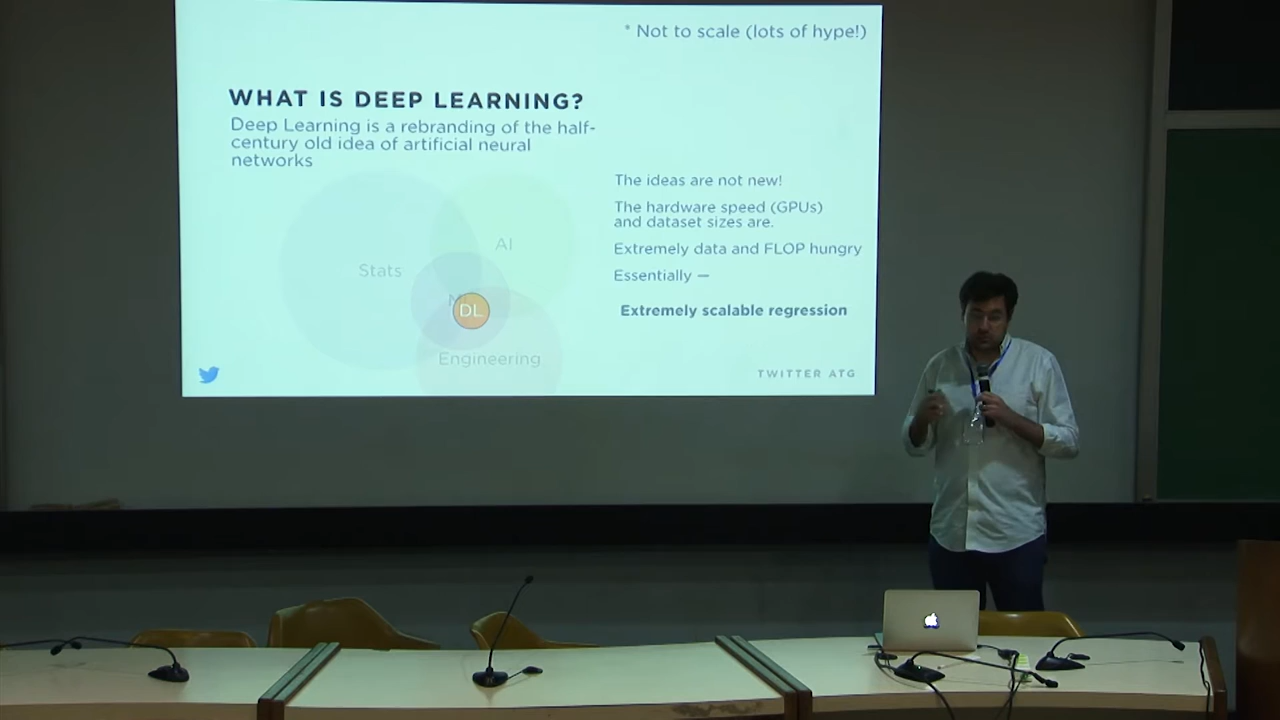 * Not to scale (lots of hype!)
WHAT IS DEEP LEARNING?
Deep Learning is a rebranding of the half-
century old idea of artificial neural
networks
The ideas are not new!
The hardware speed (GPUs)
and dataset sizes are.
Extremely data and FLOP hungry
Essentially —
Extremely scalable regression
AI
Stats
DL
Engineering
TWITTER ATG